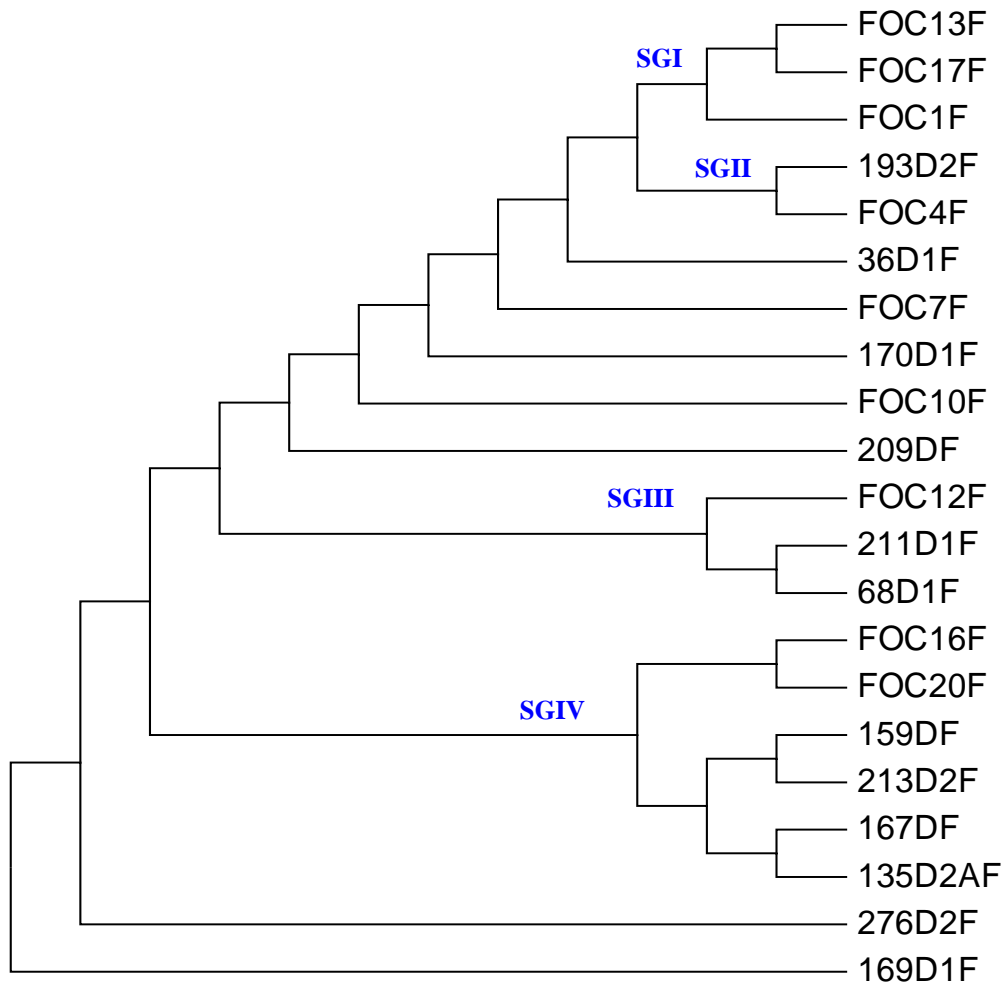 FOC13F
SGI
FOC17F
FOC1F
193D2F
SGII
FOC4F
36D1F
FOC7F
170D1F
FOC10F
209DF
FOC12F
SGIII
211D1F
68D1F
FOC16F
FOC20F
SGIV
159DF
213D2F
167DF
135D2AF
276D2F
169D1F